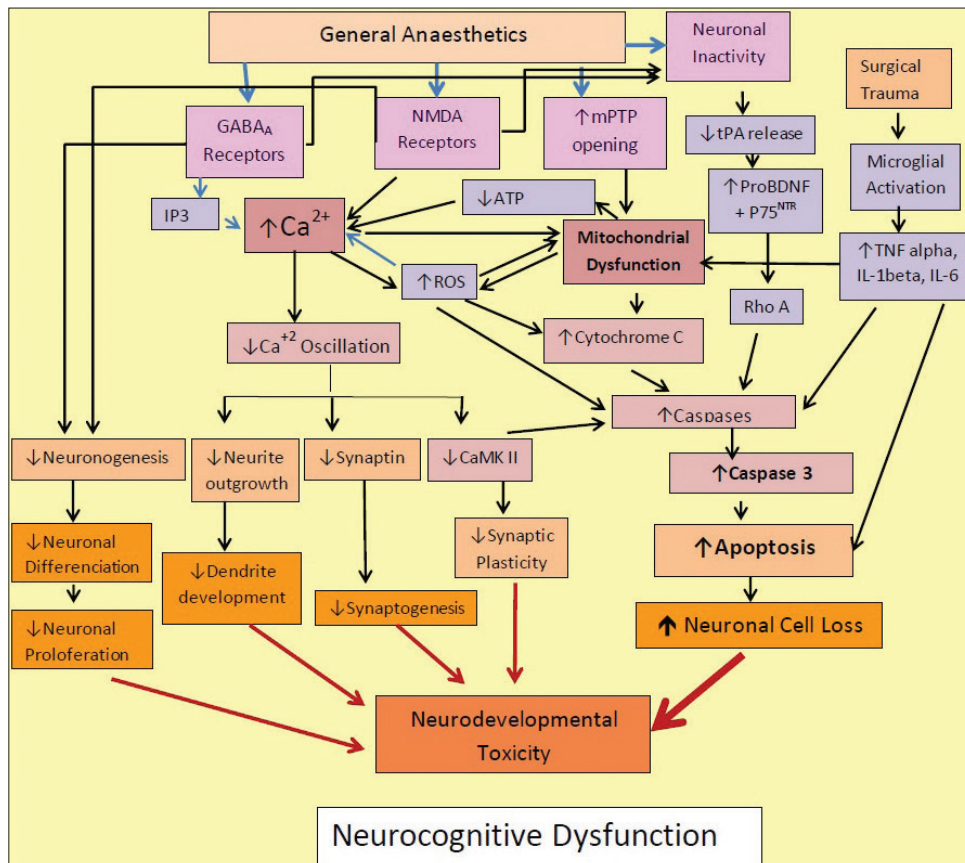 General Anaesthetics
Neuronal
Inactivity
Surgical
Trauma
GABAA
Receptors
NMDA
Receptors
↑mPTP
opening
↓tPA release
Microglial
Activation
IP3
↑Ca2+
↓ATP
↑ProBDNF
+ P75NTR
Mitochondrial
Dysfunction
↑TNF alpha,
IL-1beta, IL-6
↑ROS
Rho A
↓Ca+2 Oscillation
↑Cytochrome C
↑Caspases
↓Neuronogenesis
↓Neurite
outgrowth
↓Synaptin
↓CaMK II
↑Caspase 3
↓Neuronal
Differenciation
↓Dendrite
development
↓Synaptic
Plasticity
↑Apoptosis
↓Neuronal
Proloferation
↓Synaptogenesis
↑ Neuronal Cell Loss
Neurodevelopmental
Toxicity
Neurocognitive Dysfunction